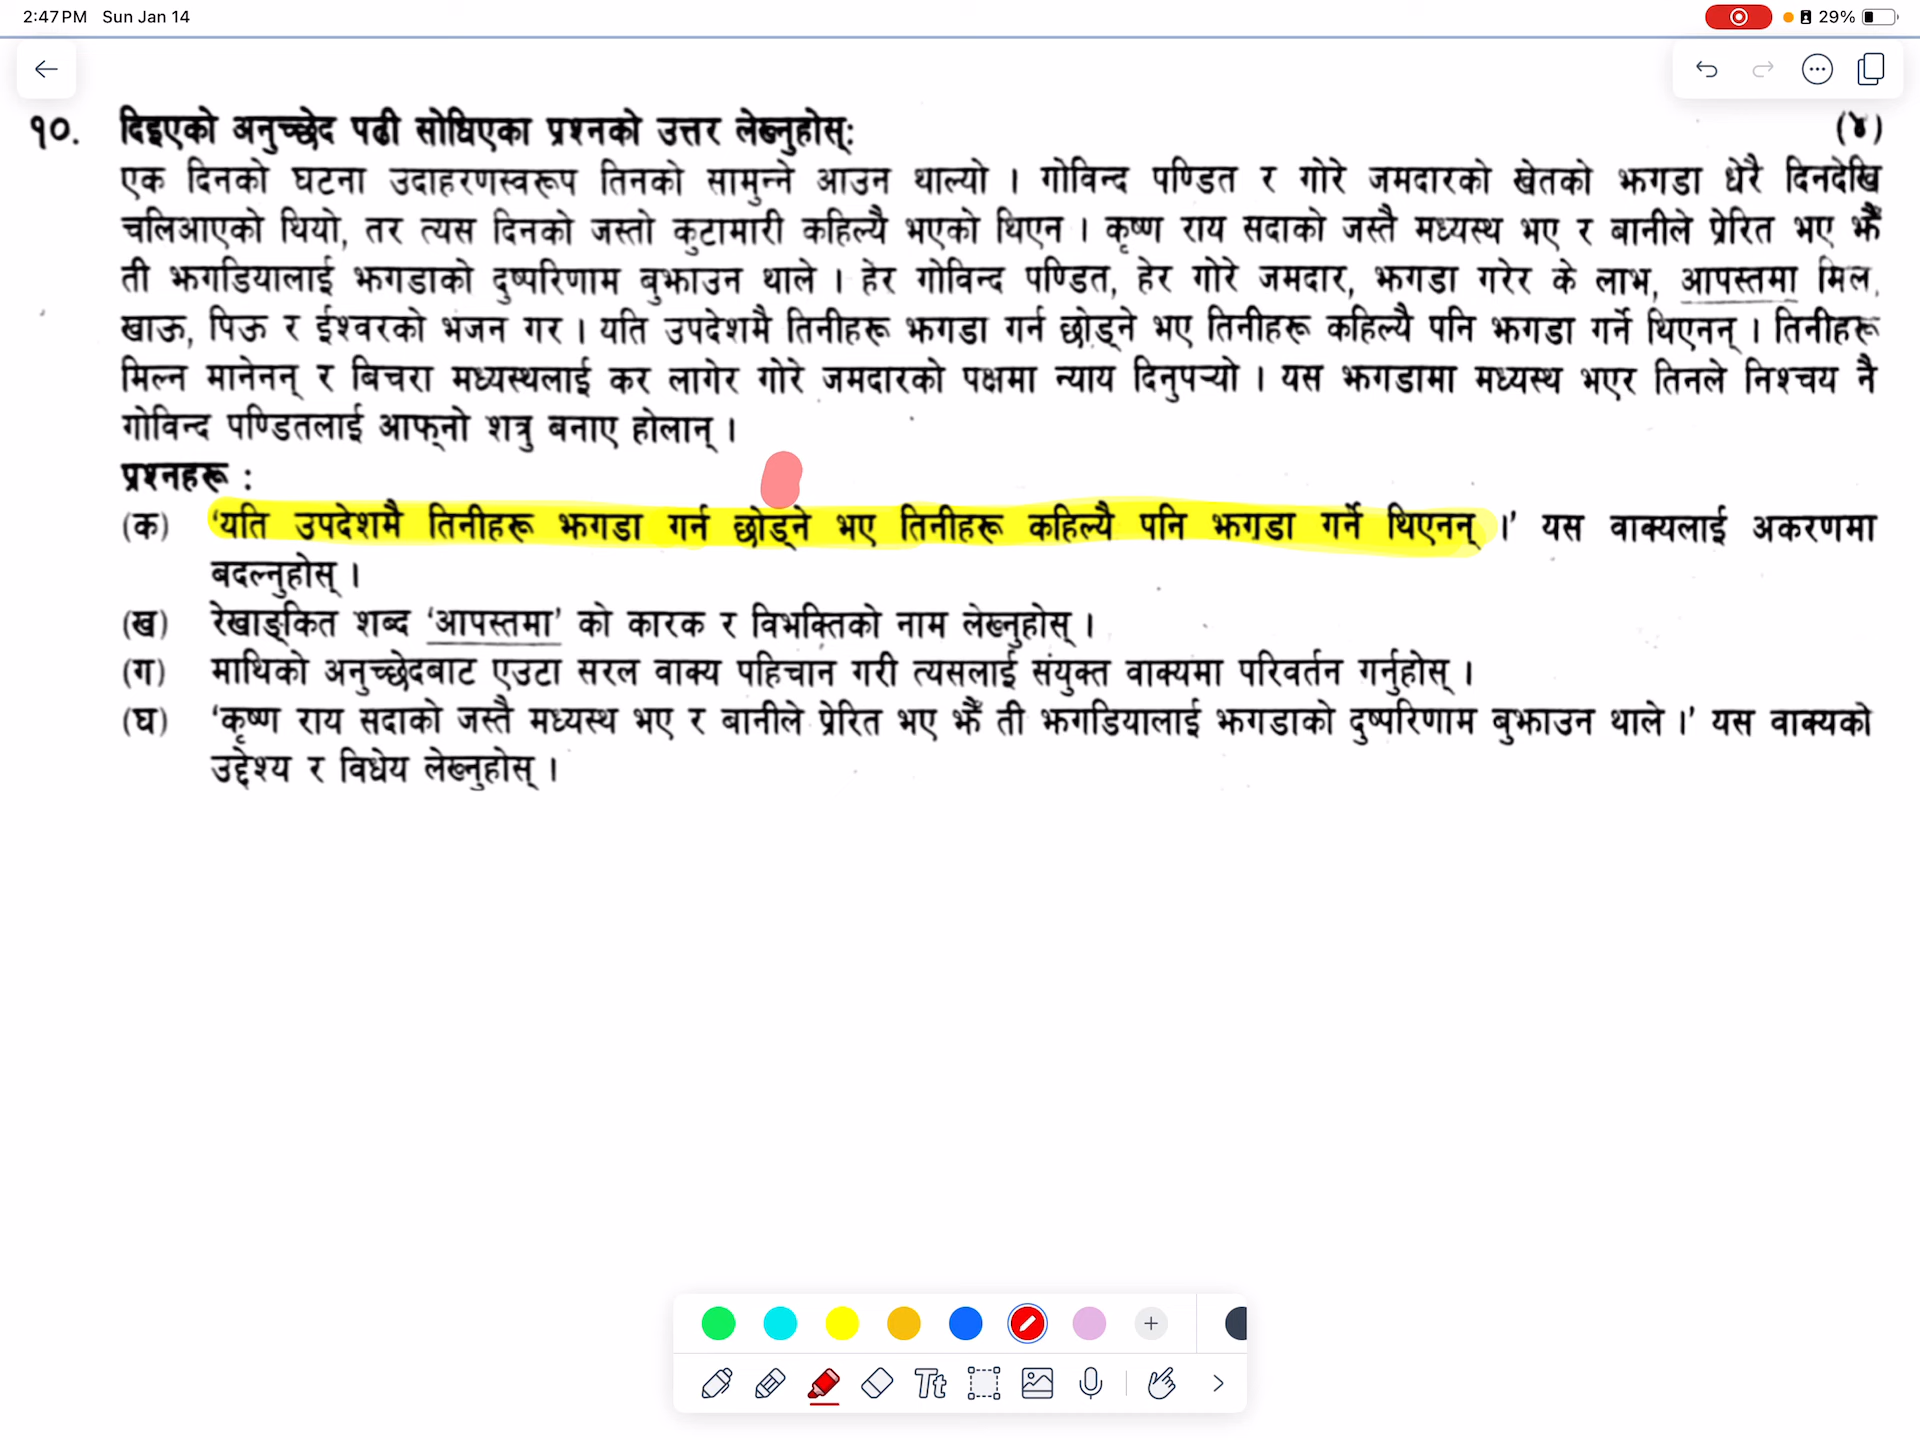 2:47 PM Sun Jan 14
29%
१०. दिइएको अनुच्छेद पढी सोधिएका प्रश्नको उत्तर लेख्नुहोस्: (४)
एक दिनको घटना उदाहरणस्वरूप तिनको सामुन्ने आउन थाल्यो । गोविन्द पण्डित र गोरे जमदारको खेतको झगडा धेरै दिनदेखि
चलिआएको थियो, तर त्यस दिनको जस्तो कुटामारी कहिल्यै भएको थिएन । कृष्ण राय सदाको जस्तै मध्यस्थ भए र बानीले प्रेरित भए झैँ
ती झगडियालाई झगडाको दुष्परिणाम बुझाउन थाले । हेर गोविन्द पण्डित, हेर गोरे जमदार, झगडा गरेर के लाभ, आपस्तमा मिल,
खाऊ, पिऊ र ईश्वरको भजन गर । यति उपदेशमै तिनीहरू झगडा गर्न छोड्ने भए तिनीहरू कहिल्यै पनि झगडा गर्ने थिएनन् । तिनीहरू
मिल्न मानेनन् र बिचरा मध्यस्थलाई कर लागेर गोरे जमदारको पक्षमा न्याय दिनुपऱ्यो । यस झगडामा मध्यस्थ भएर तिनले निश्चय नै
गोविन्द पण्डितलाई आफ्नो शत्रु बनाए होलान् ।
प्रश्नहरू :
(क) 'यति उपदेशमै तिनीहरू झगडा गर्न छोड्ने भए तिनीहरू कहिल्यै पनि झगडा गर्ने थिएनन् ।' यस वाक्यलाई अकरणमा
बदल्नुहोस् ।
(ख) रेखाङ्कित शब्द 'आपस्तमा' को कारक र विभक्तिको नाम लेख्नुहोस् ।
(ग) माथिको अनुच्छेदबाट एउटा सरल वाक्य पहिचान गरी त्यसलाई संयुक्त वाक्यमा परिवर्तन गर्नुहोस् ।
(घ) 'कृष्ण राय सदाको जस्तै मध्यस्थ भए र बानीले प्रेरित भए झैँ ती झगडियालाई झगडाको दुष्परिणाम बुझाउन थाले ।' यस वाक्यको
उद्देश्य र विधेय लेख्नुहोस् ।
Tt